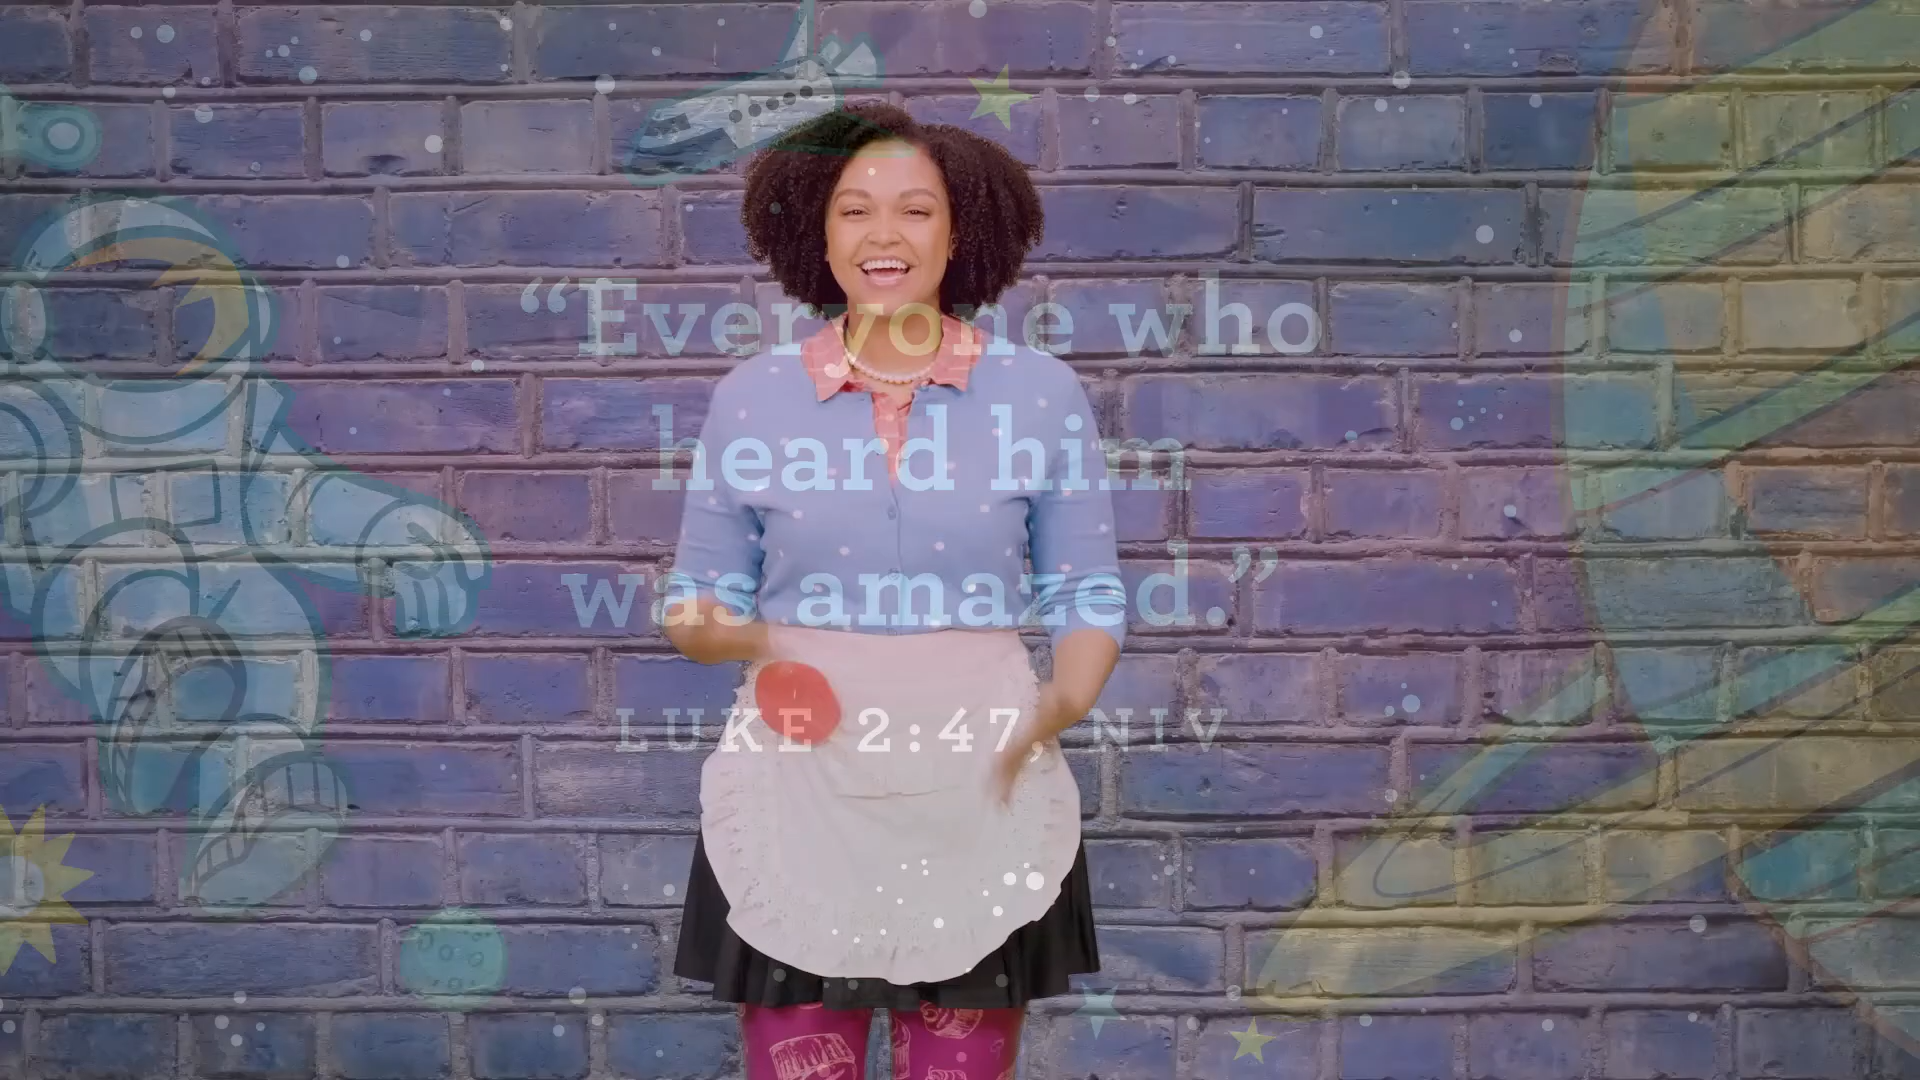 “Everyone who
heard him
was amazed.”
LUKE 2:47, NIV